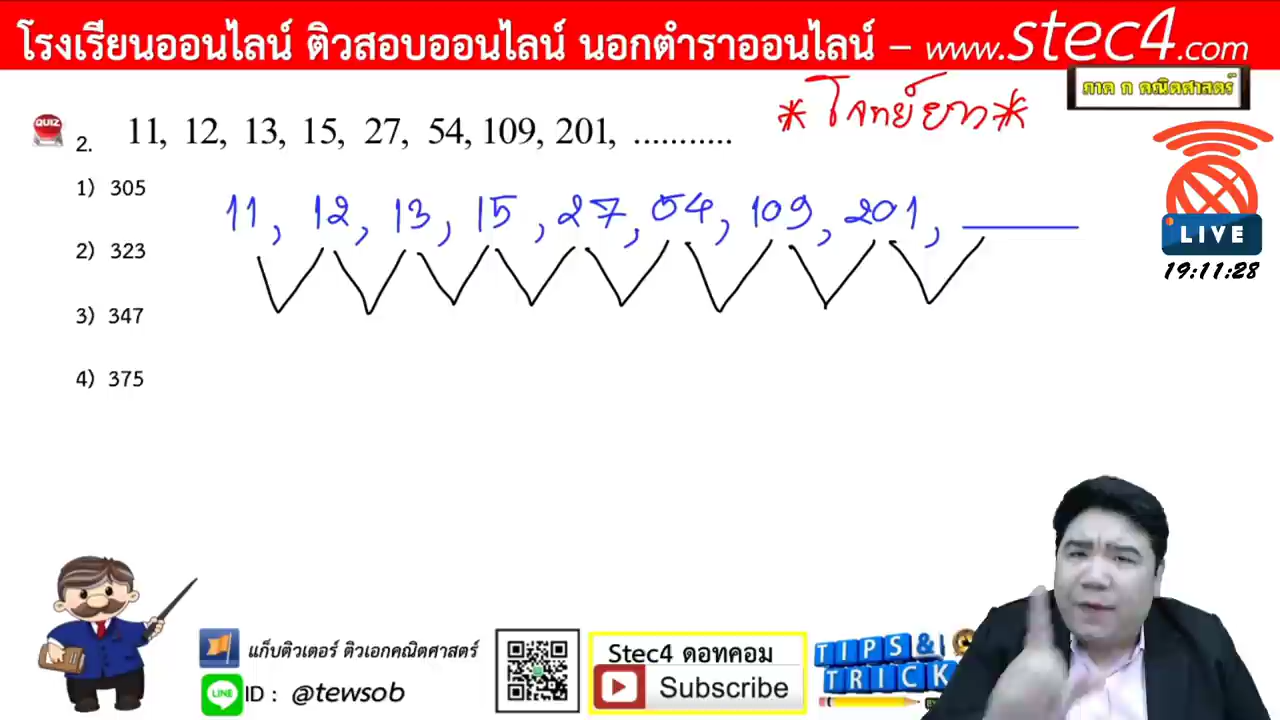 โรงเรียนออนไลน์ ติวสอบออนไลน์ นอกตำราออนไลน์ – www.stec4.com
ภาค ก คณิตศาสตร์
*โจทย์ยาก*
QUIZ
2. 11, 12, 13, 15, 27, 54, 109, 201, ...........
1) 305
11, 12, 13, 15, 27, 54, 109, 201, ____
2) 323
3) 347
4) 375
LIVE
19:11:28
แก๊บติวเตอร์ ติวเอกคณิตศาสตร์
LINE ID : @tewsob
Stec4 ดอทคอม
Subscribe
TIPS &
TRICK